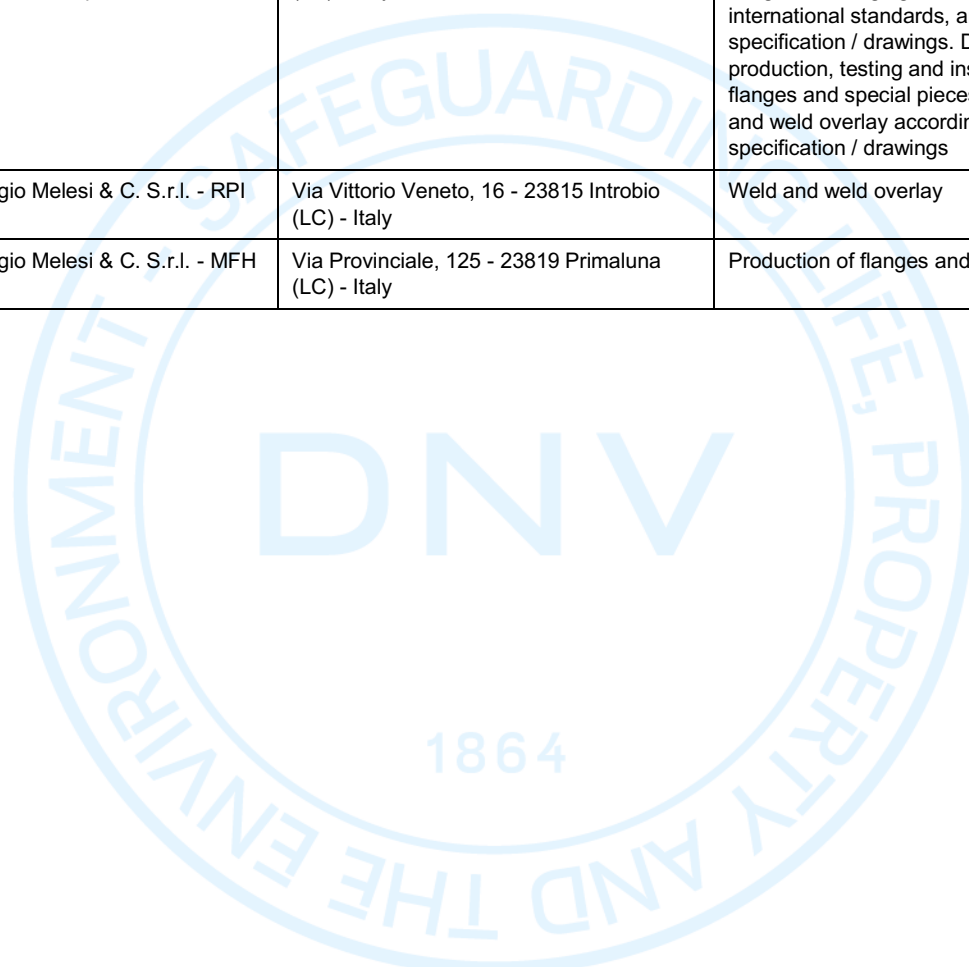 international standards, a
specification / drawings. D
production, testing and ins
flanges and special pieces
and weld overlay accordin
specification / drawings
gio Melesi & C. S.r.l. - RPI
Via Vittorio Veneto, 16 - 23815 Introbio
(LC) - Italy
Weld and weld overlay
gio Melesi & C. S.r.l. - MFH
Via Provinciale, 125 - 23819 Primaluna
(LC) - Italy
Production of flanges and
SAFEGUARDING LIFE, PROPERTY AND THE ENVIRONMENT -
DNV
1864